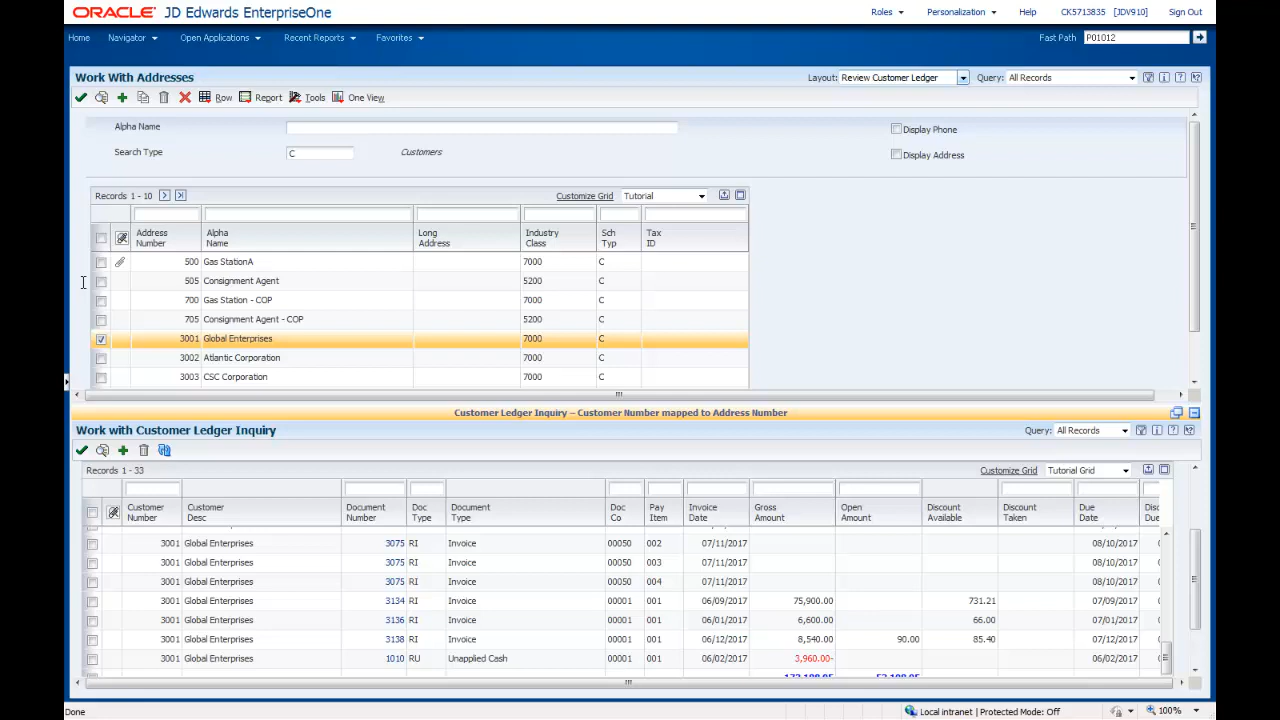 ORACLE JD Edwards EnterpriseOne Roles Personalization Help CK5713835 [JDV910] Sign Out
Home Navigator Open Applications Recent Reports Favorites Fast Path P01012
Work With Addresses Layout: Review Customer Ledger Query: All Records
Row Report Tools One View
Alpha Name Display Phone
Search Type C Customers Display Address
Records 1 - 10 Customize Grid Tutorial
Address Number Alpha Name Long Address Industry Class Sch Typ Tax ID
500 Gas StationA 7000 C
505 Consignment Agent 5200 C
700 Gas Station - COP 7000 C
705 Consignment Agent - COP 5200 C
3001 Global Enterprises 7000 C
3002 Atlantic Corporation 7000 C
3003 CSC Corporation 7000 C
Customer Ledger Inquiry – Customer Number mapped to Address Number
Work with Customer Ledger Inquiry Query: All Records
Records 1 - 33 Customize Grid Tutorial Grid
Customer Number Customer Desc Document Number Doc Type Document Type Doc Co Pay Item Invoice Date Gross Amount Open Amount Discount Available Discount Taken Due Date Due
3001 Global Enterprises 3075 RI Invoice 00050 002 07/11/2017 08/10/2017
3001 Global Enterprises 3075 RI Invoice 00050 003 07/11/2017 08/10/2017
3001 Global Enterprises 3075 RI Invoice 00050 004 07/11/2017 08/10/2017
3001 Global Enterprises 3134 RI Invoice 00001 001 06/09/2017 75,900.00 731.21 07/09/2017
3001 Global Enterprises 3136 RI Invoice 00001 001 06/01/2017 6,600.00 66.00 07/01/2017
3001 Global Enterprises 3138 RI Invoice 00001 001 06/12/2017 8,540.00 90.00 85.40 07/12/2017
3001 Global Enterprises 1010 RU Unapplied Cash 00001 001 06/02/2017 3,960.00- 06/02/2017
Done Local intranet | Protected Mode: Off 100%